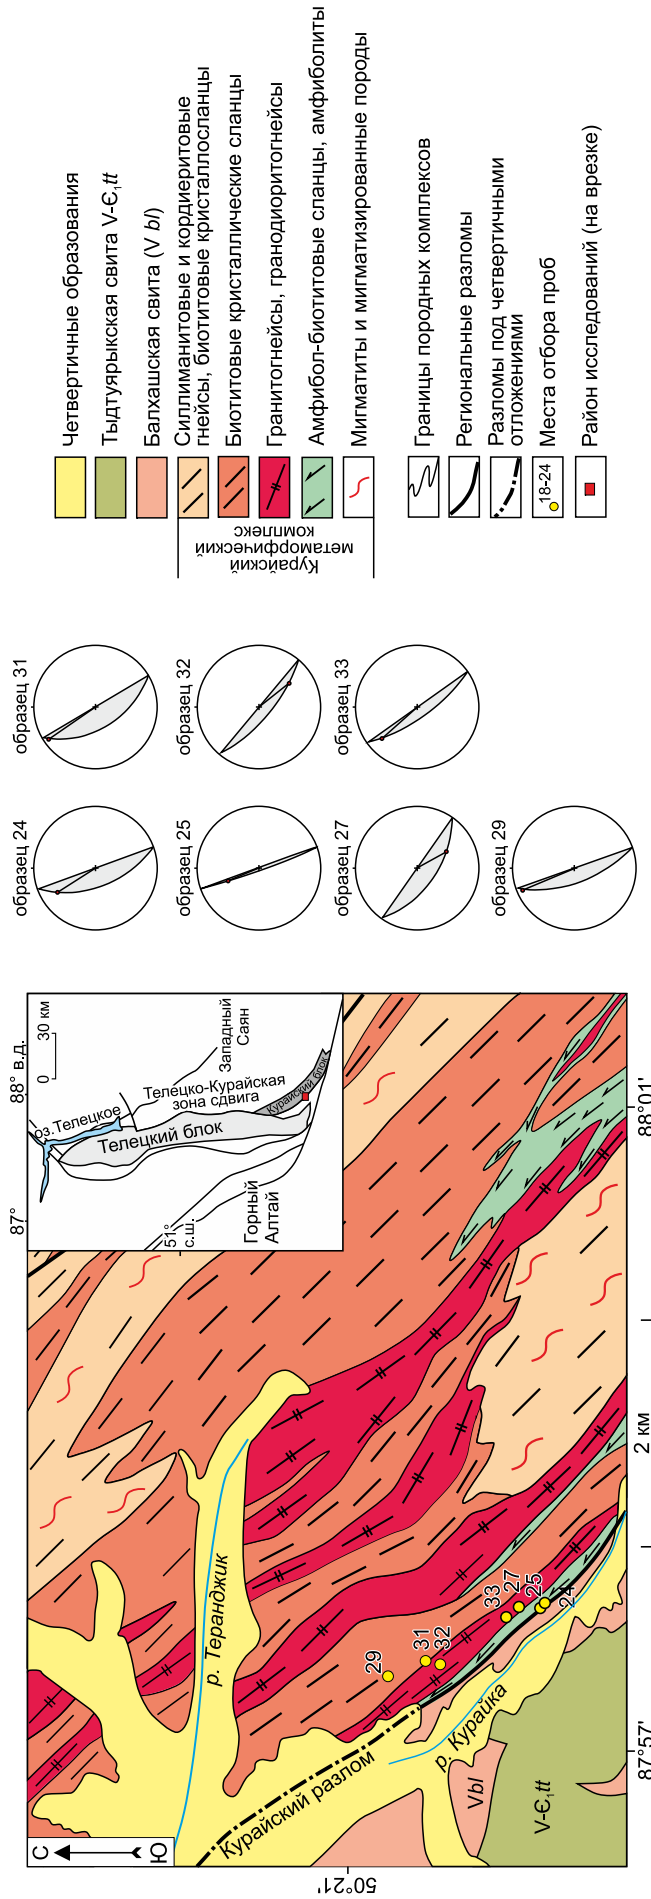 С
Ю
50°21'
87°57'
2 км
88°01'
р. Теранджик
Курайский разлом
р. Курайка
Vbl
V-Є₁tt
29
31
32
33
27
25
24
87°
88° в.д.
0 30 км
51°
с.ш.
оз.Телецкое
Телецкий блок
Телецко-Курайская
зона сдвига
Западный
Саян
Курайский блок
Горный
Алтай
образец 24
образец 25
образец 27
образец 29
образец 31
образец 32
образец 33
Четвертичные образования
Тыдтуярыкская свита V-Є₁tt
Балхашская свита (V bl)
Курайский
метаморфический
комплекс
Силлиманитовые и кордиеритовые
гнейсы, биотитовые кристаллосланцы
Биотитовые кристаллические сланцы
Гранитогнейсы, гранодиоритогнейсы
Амфибол-биотитовые сланцы, амфиболиты
Мигматиты и мигматизированные породы
Границы породных комплексов
Региональные разломы
Разломы под четвертичными
отложениями
18-24
Места отбора проб
Район исследований (на врезке)